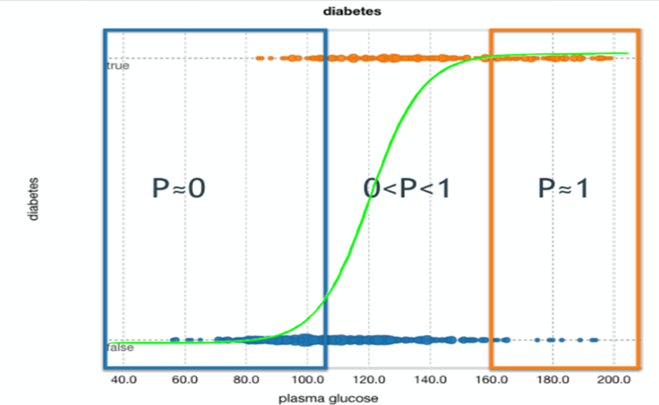 diabetes
true
diabetes
P≈0
0<P<1
P≈1
false
40.0 60.0 80.0 100.0 120.0 140.0 160.0 180.0 200.0
plasma glucose